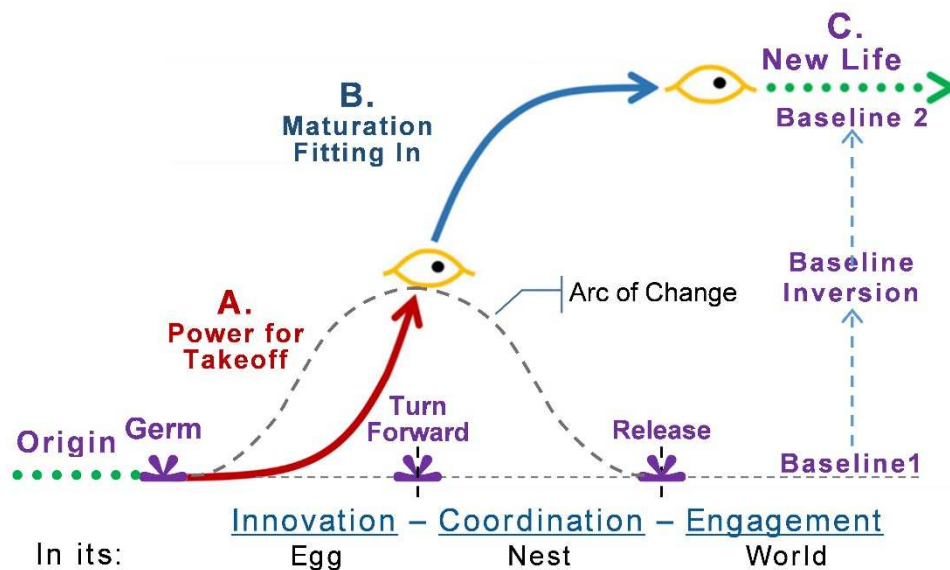 C.
New Life
Baseline 2
B.
Maturation
Fitting In
Baseline
Inversion
Arc of Change
A.
Power for
Takeoff
Origin
Germ
Turn
Forward
Release
Baseline1
Innovation – Coordination – Engagement
In its: Egg Nest World